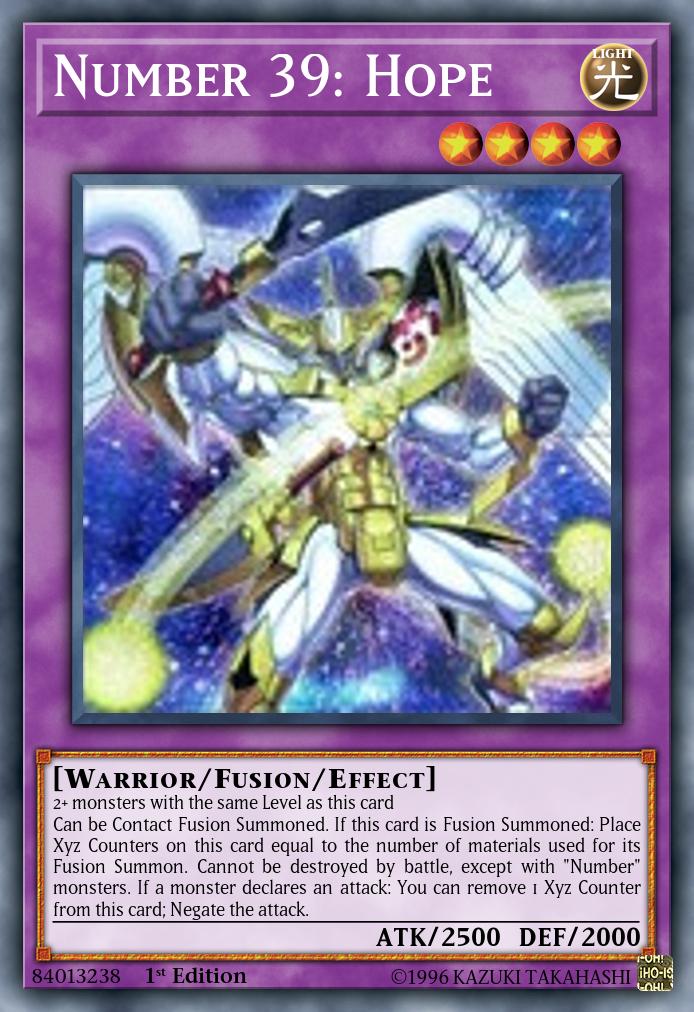 Number 39: Hope
LIGHT
光
[Warrior/Fusion/Effect]
2+ monsters with the same Level as this card
Can be Contact Fusion Summoned. If this card is Fusion Summoned: Place
Xyz Counters on this card equal to the number of materials used for its
Fusion Summon. Cannot be destroyed by battle, except with "Number"
monsters. If a monster declares an attack: You can remove 1 Xyz Counter
from this card; Negate the attack.
ATK/2500 DEF/2000
84013238 1st Edition ©1996 KAZUKI TAKAHASHI